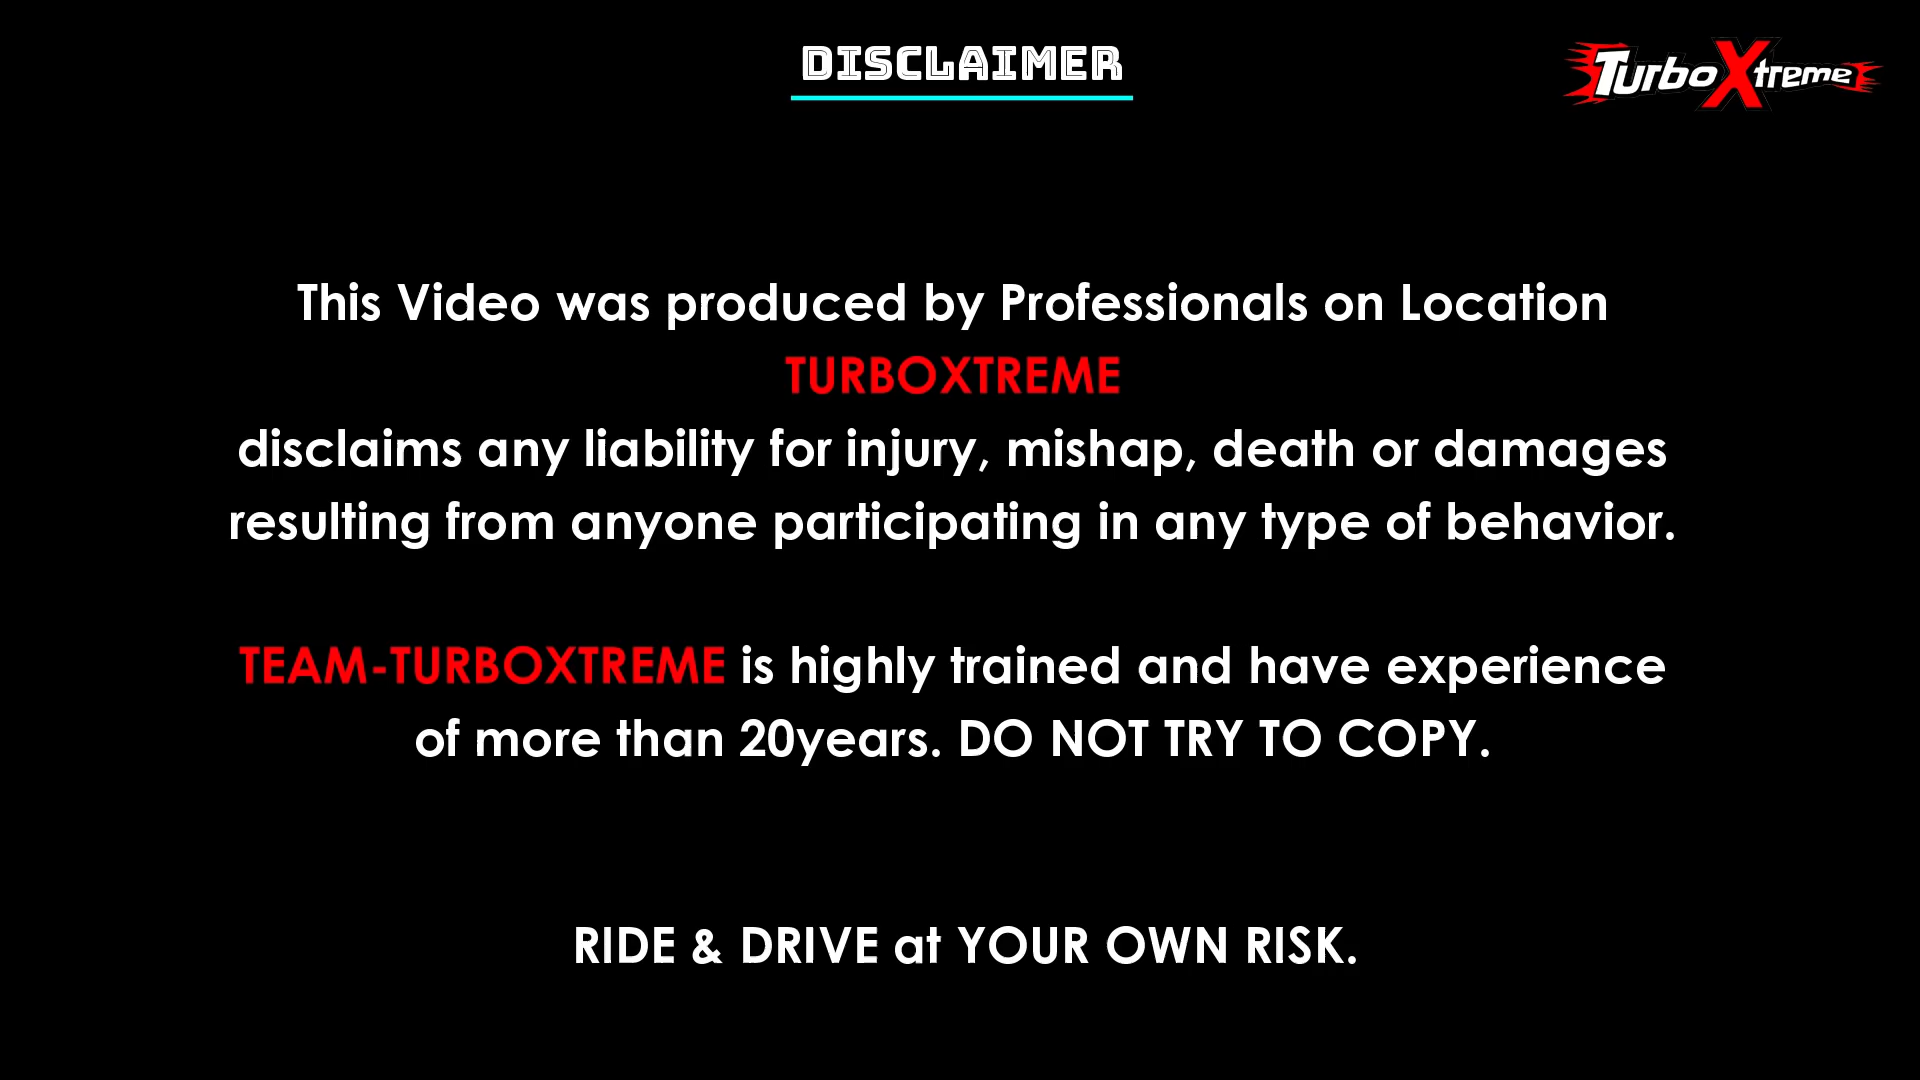 DISCLAIMER
TurboXtreme
This Video was produced by Professionals on Location
TURBOXTREME
disclaims any liability for injury, mishap, death or damages
resulting from anyone participating in any type of behavior.
TEAM-TURBOXTREME is highly trained and have experience
of more than 20years. DO NOT TRY TO COPY.
RIDE & DRIVE at YOUR OWN RISK.